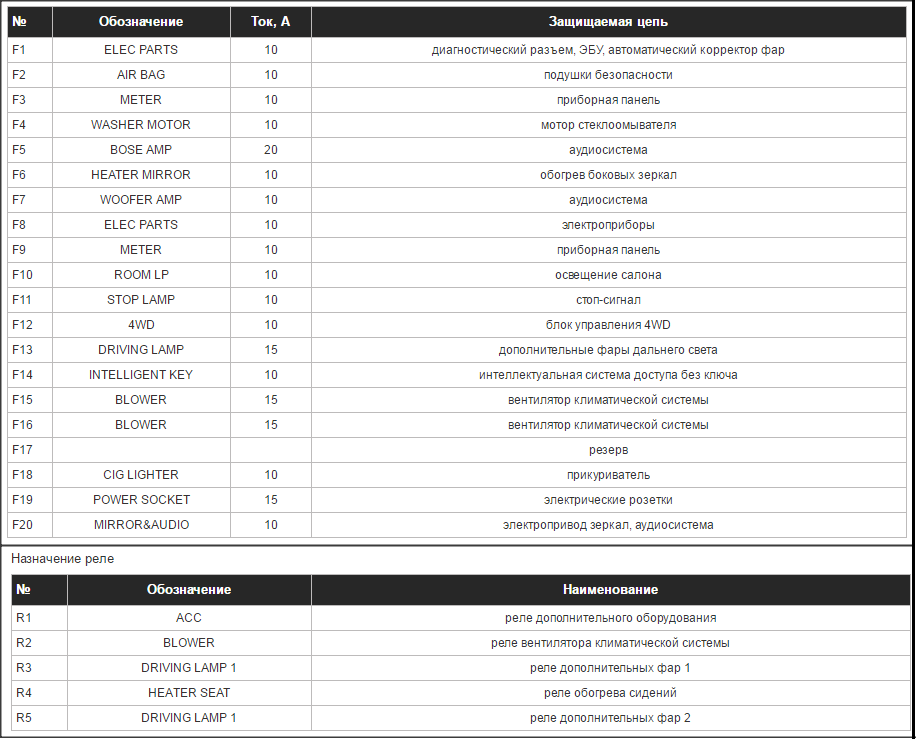 № Обозначение Ток, А Защищаемая цепь
F1 ELEC PARTS 10 диагностический разъем, ЭБУ, автоматический корректор фар
F2 AIR BAG 10 подушки безопасности
F3 METER 10 приборная панель
F4 WASHER MOTOR 10 мотор стеклоомывателя
F5 BOSE AMP 20 аудиосистема
F6 HEATER MIRROR 10 обогрев боковых зеркал
F7 WOOFER AMP 10 аудиосистема
F8 ELEC PARTS 10 электроприборы
F9 METER 10 приборная панель
F10 ROOM LP 10 освещение салона
F11 STOP LAMP 10 стоп-сигнал
F12 4WD 10 блок управления 4WD
F13 DRIVING LAMP 15 дополнительные фары дальнего света
F14 INTELLIGENT KEY 10 интеллектуальная система доступа без ключа
F15 BLOWER 15 вентилятор климатической системы
F16 BLOWER 15 вентилятор климатической системы
F17 резерв
F18 CIG LIGHTER 10 прикуриватель
F19 POWER SOCKET 15 электрические розетки
F20 MIRROR&AUDIO 10 электропривод зеркал, аудиосистема
Назначение реле
№ Обозначение Наименование
R1 ACC реле дополнительного оборудования
R2 BLOWER реле вентилятора климатической системы
R3 DRIVING LAMP 1 реле дополнительных фар 1
R4 HEATER SEAT реле обогрева сидений
R5 DRIVING LAMP 1 реле дополнительных фар 2